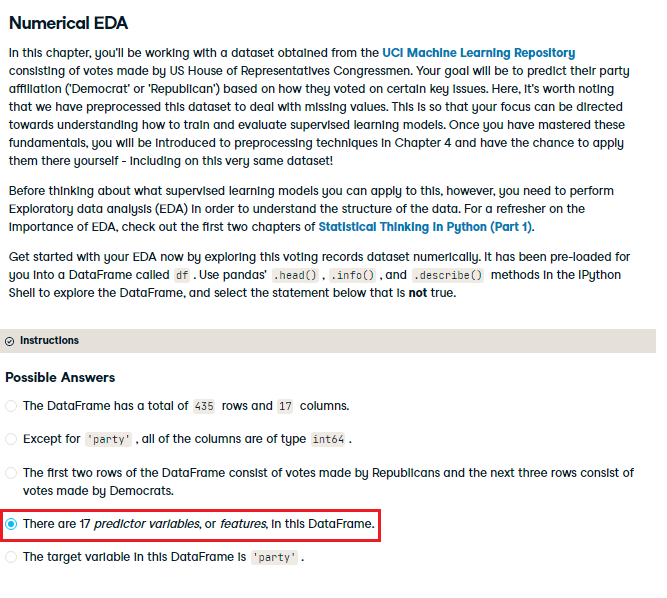 Numerical EDA
In this chapter, you'll be working with a dataset obtained from the UCI Machine Learning Repository
consisting of votes made by US House of Representatives Congressmen. Your goal will be to predict their party
affiliation ('Democrat' or 'Republican') based on how they voted on certain key issues. Here, it's worth noting
that we have preprocessed this dataset to deal with missing values. This is so that your focus can be directed
towards understanding how to train and evaluate supervised learning models. Once you have mastered these
fundamentals, you will be introduced to preprocessing techniques in Chapter 4 and have the chance to apply
them there yourself - including on this very same dataset!
Before thinking about what supervised learning models you can apply to this, however, you need to perform
Exploratory data analysis (EDA) in order to understand the structure of the data. For a refresher on the
importance of EDA, check out the first two chapters of Statistical Thinking in Python (Part 1).
Get started with your EDA now by exploring this voting records dataset numerically. It has been pre-loaded for
you into a DataFrame called df . Use pandas' .head() , .info() , and .describe() methods in the IPython
Shell to explore the DataFrame, and select the statement below that is not true.
Instructions
Possible Answers
The DataFrame has a total of 435 rows and 17 columns.
Except for 'party' , all of the columns are of type int64 .
The first two rows of the DataFrame consist of votes made by Republicans and the next three rows consist of
votes made by Democrats.
There are 17 predictor variables, or features, in this DataFrame.
The target variable in this DataFrame is 'party' .